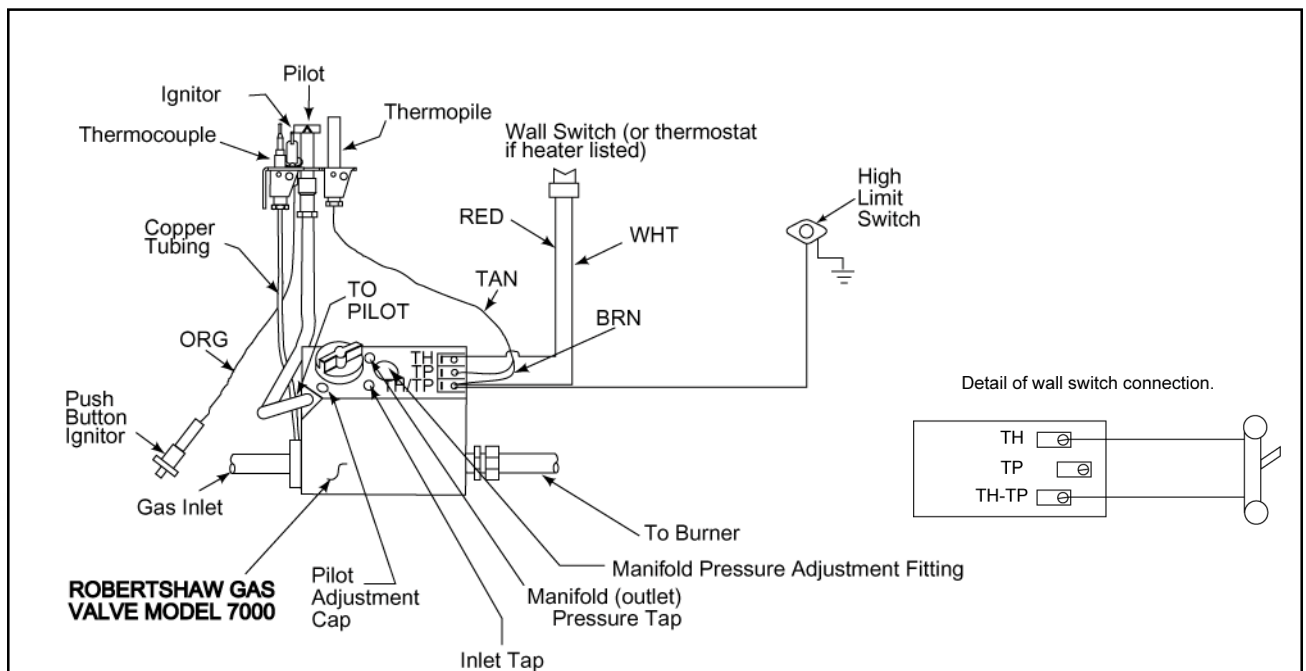 Pilot
Ignitor
Thermopile
Thermocouple
Wall Switch (or thermostat
if heater listed)
High
Limit
Switch
RED
WHT
Copper
Tubing
TAN
TO
PILOT
BRN
ORG
TH
TP
TH/TP
Push
Button
Ignitor
Gas Inlet
To Burner
Manifold Pressure Adjustment Fitting
ROBERTSHAW GAS
VALVE MODEL 7000
Pilot
Adjustment
Cap
Manifold (outlet)
Pressure Tap
Inlet Tap
Detail of wall switch connection.
TH
TP
TH-TP